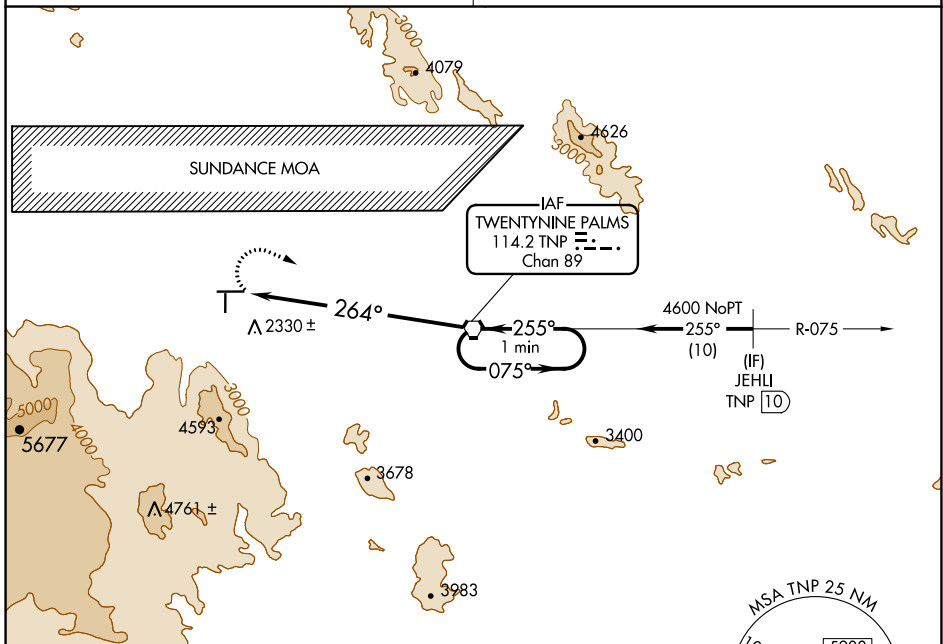 3000
4079
4626
3000
SUNDANCE MOA
IAF
TWENTYNINE PALMS
114.2 TNP
Chan 89
264°
2330 ±
255°
1 min
075°
4600 NoPT
255°
(10)
R-075
(IF)
JEHLI
TNP 10
3000
5000
4000
5677
4593
3400
3678
4761 ±
3983
MSA TNP 25 NM